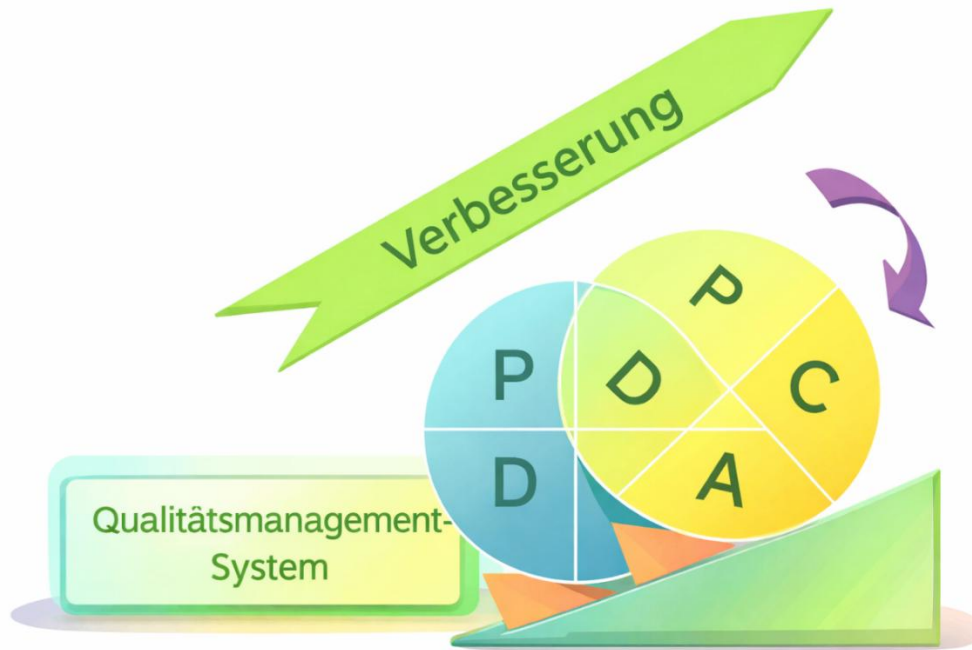 Verbesserung
P
P
D
C
D
A
Qualitätsmanagement-
System